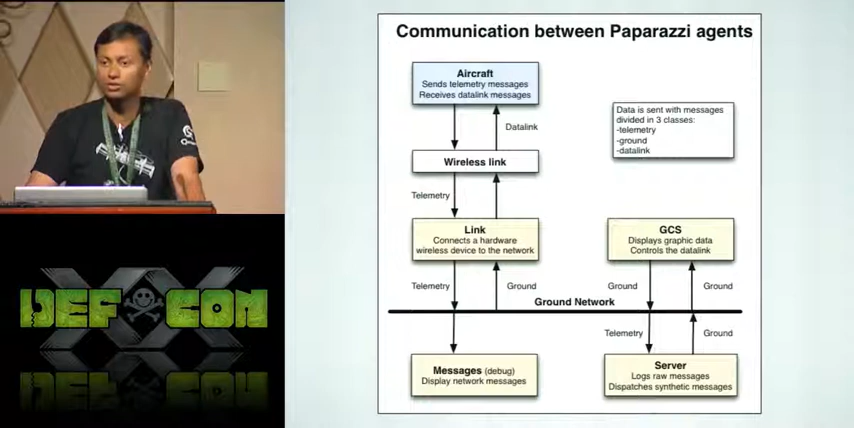 Communication between Paparazzi agents
Aircraft
Sends telemetry messages
Receives datalink messages
Datalink
Data is sent with messages
divided in 3 classes:
-telemetry
-ground
-datalink
Wireless link
Telemetry
Link
Connects a hardware
wireless device to the network
GCS
Displays graphic data
Controls the datalink
Telemetry
Ground
Ground
Ground
Ground Network
Telemetry
Ground
Messages (debug)
Display network messages
Server
Logs raw messages
Dispatches synthetic messages
XX
DEF CON